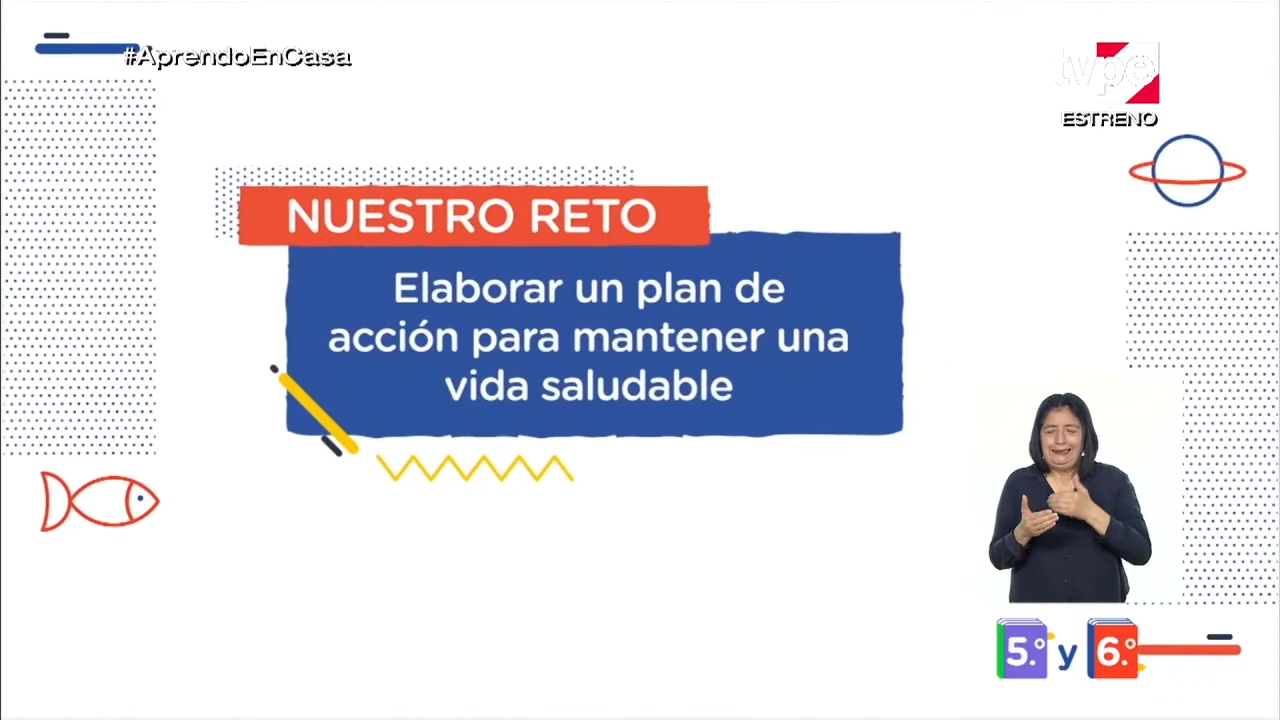 #AprendoEnCasa
tvpe
ESTRENO
NUESTRO RETO
Elaborar un plan de
acción para mantener una
vida saludable
5.° y 6.°